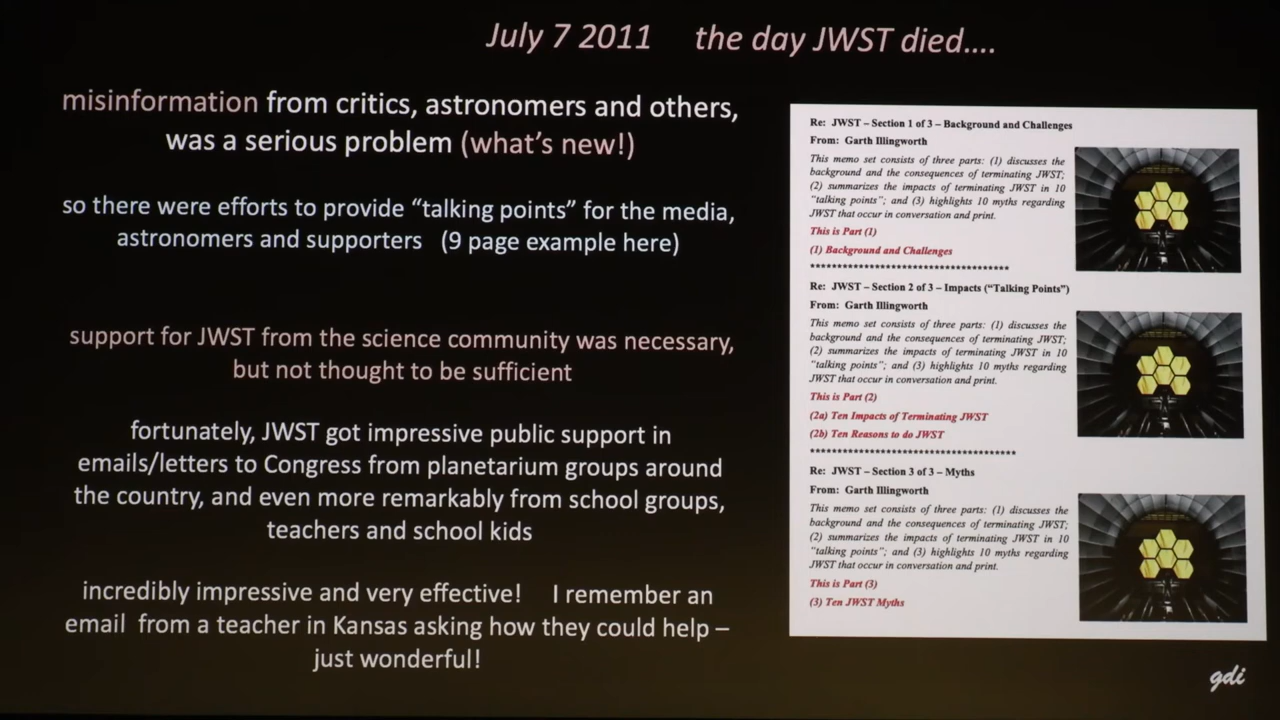 July 7 2011 the day JWST died....
misinformation from critics, astronomers and others,
was a serious problem (what's new!)
so there were efforts to provide “talking points” for the media,
astronomers and supporters (9 page example here)
support for JWST from the science community was necessary,
but not thought to be sufficient
fortunately, JWST got impressive public support in
emails/letters to Congress from planetarium groups around
the country, and even more remarkably from school groups,
teachers and school kids
incredibly impressive and very effective! I remember an
email from a teacher in Kansas asking how they could help –
just wonderful!
Re: JWST – Section 1 of 3 – Background and Challenges
From: Garth Illingworth
This memo set consists of three parts: (1) discusses the
background and the consequences of terminating JWST;
(2) summarizes the impacts of terminating JWST in 10
"talking points"; and (3) highlights 10 myths regarding
JWST that occur in conversation and print.
This is Part (1)
(1) Background and Challenges
**************************************
Re: JWST – Section 2 of 3 – Impacts (“Talking Points”)
From: Garth Illingworth
This memo set consists of three parts: (1) discusses the
background and the consequences of terminating JWST;
(2) summarizes the impacts of terminating JWST in 10
"talking points"; and (3) highlights 10 myths regarding
JWST that occur in conversation and print.
This is Part (2)
(2a) Ten Impacts of Terminating JWST
(2b) Ten Reasons to do JWST
**************************************
Re: JWST – Section 3 of 3 – Myths
From: Garth Illingworth
This memo set consists of three parts: (1) discusses the
background and the consequences of terminating JWST;
(2) summarizes the impacts of terminating JWST in 10
"talking points"; and (3) highlights 10 myths regarding
JWST that occur in conversation and print.
This is Part (3)
(3) Ten JWST Myths
gdi